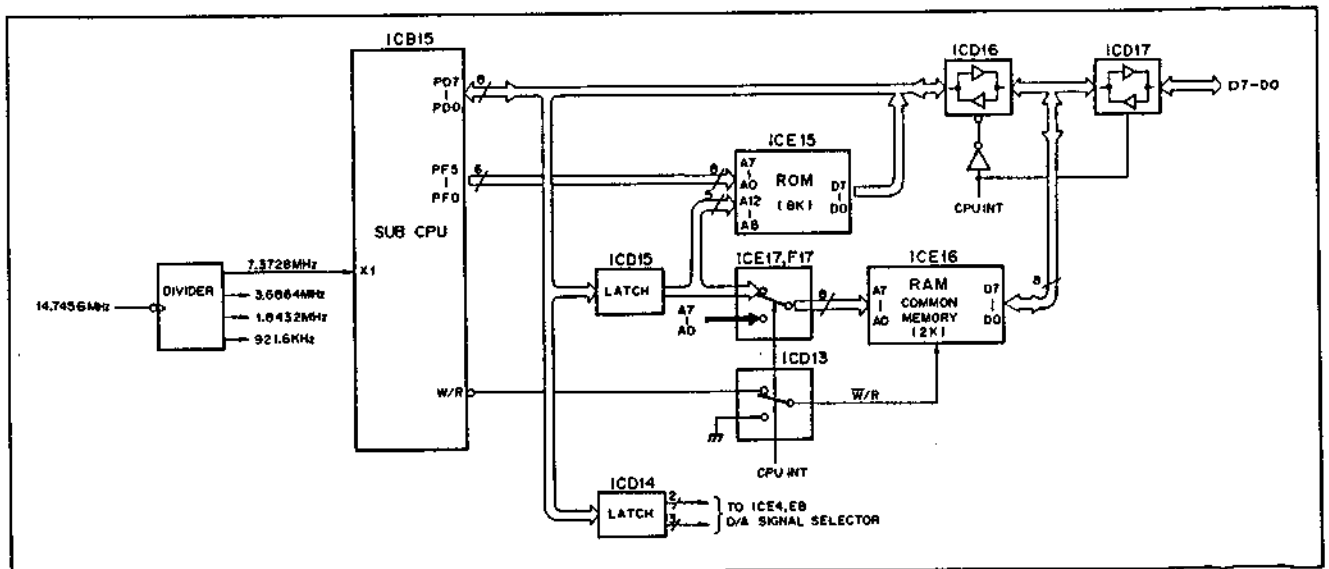 ICB15
SUB CPU
PD7
PD0
8
PF5
PF0
6
X1
W/R
14.7456MHz
DIVIDER
7.3728MHz
3.6864MHz
1.8432MHz
921.6KHz
ICD16
ICD17
D7-D0
CPU INT
ICE15
A7
A0
A12
A8
ROM
(8K)
D7
D0
8
5
ICD15
LATCH
A7
A0
ICE17,F17
8
ICE16
A7
A0
RAM
COMMON
MEMORY
(2K)
D7
D0
8
ICD13
W/R
CPU INT
ICD14
LATCH
2
3
TO ICE4,E8
D/A SIGNAL SELECTOR